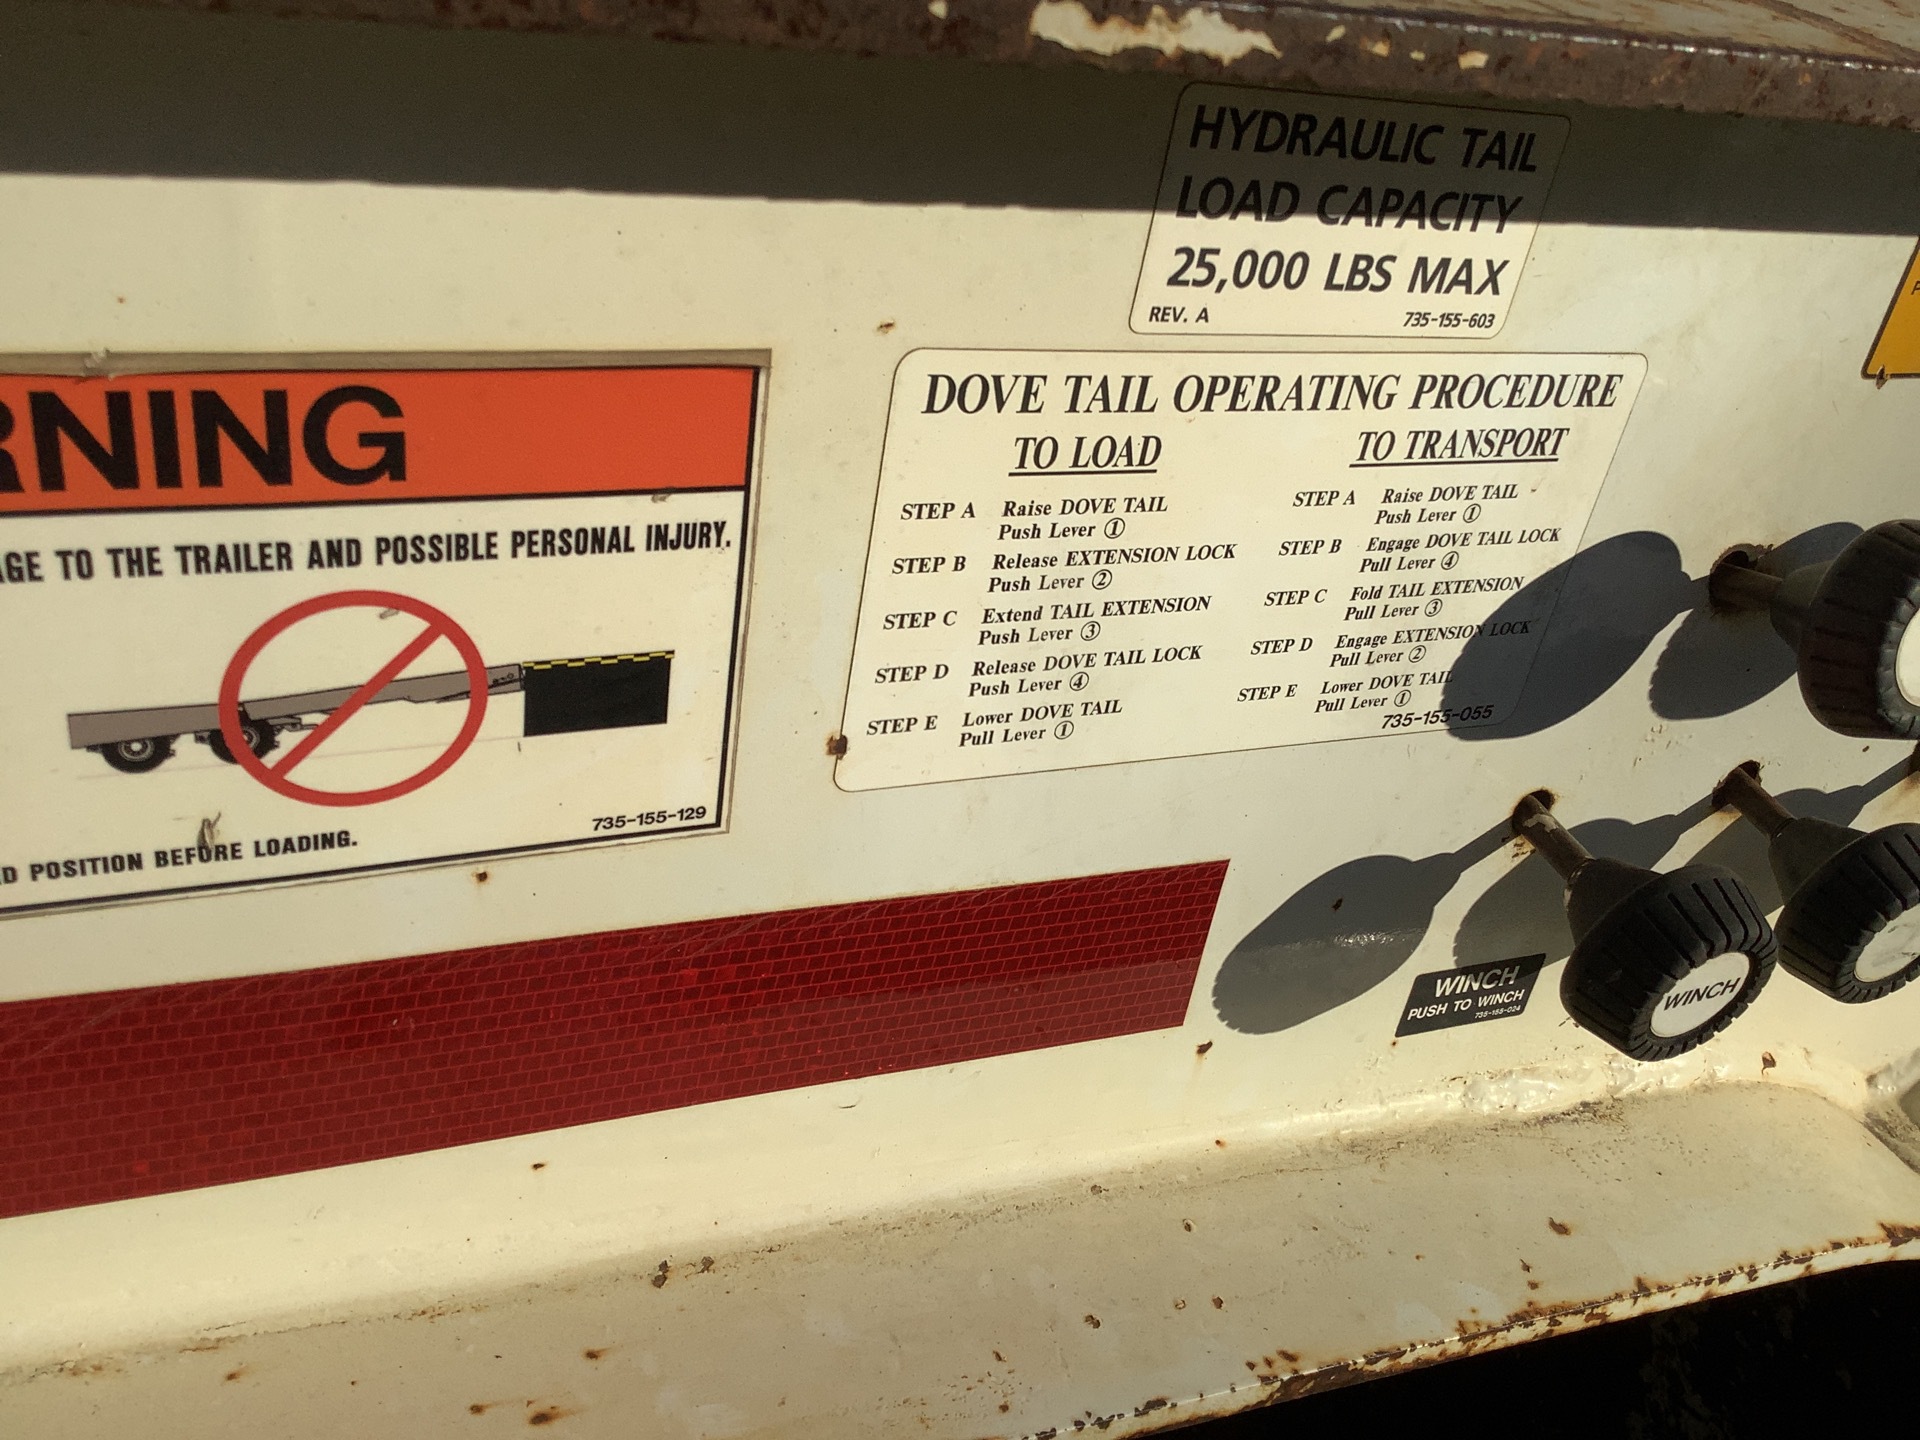 HYDRAULIC TAIL
LOAD CAPACITY
25,000 LBS MAX
REV. A 735-155-603
RNING
AGE TO THE TRAILER AND POSSIBLE PERSONAL INJURY.
POSITION BEFORE LOADING.
735-155-129
DOVE TAIL OPERATING PROCEDURE
TO LOAD
STEP A Raise DOVE TAIL
Push Lever ①
STEP B Release EXTENSION LOCK
Push Lever ②
STEP C Extend TAIL EXTENSION
Push Lever ③
STEP D Release DOVE TAIL LOCK
Push Lever ④
STEP E Lower DOVE TAIL
Pull Lever ①
TO TRANSPORT
STEP A Raise DOVE TAIL
Push Lever ①
STEP B Engage DOVE TAIL LOCK
Pull Lever ④
STEP C Fold TAIL EXTENSION
Pull Lever ③
STEP D Engage EXTENSION LOCK
Pull Lever ②
STEP E Lower DOVE TAIL
Pull Lever ①
735-155-055
WINCH
PUSH TO WINCH
735-155-024
WINCH